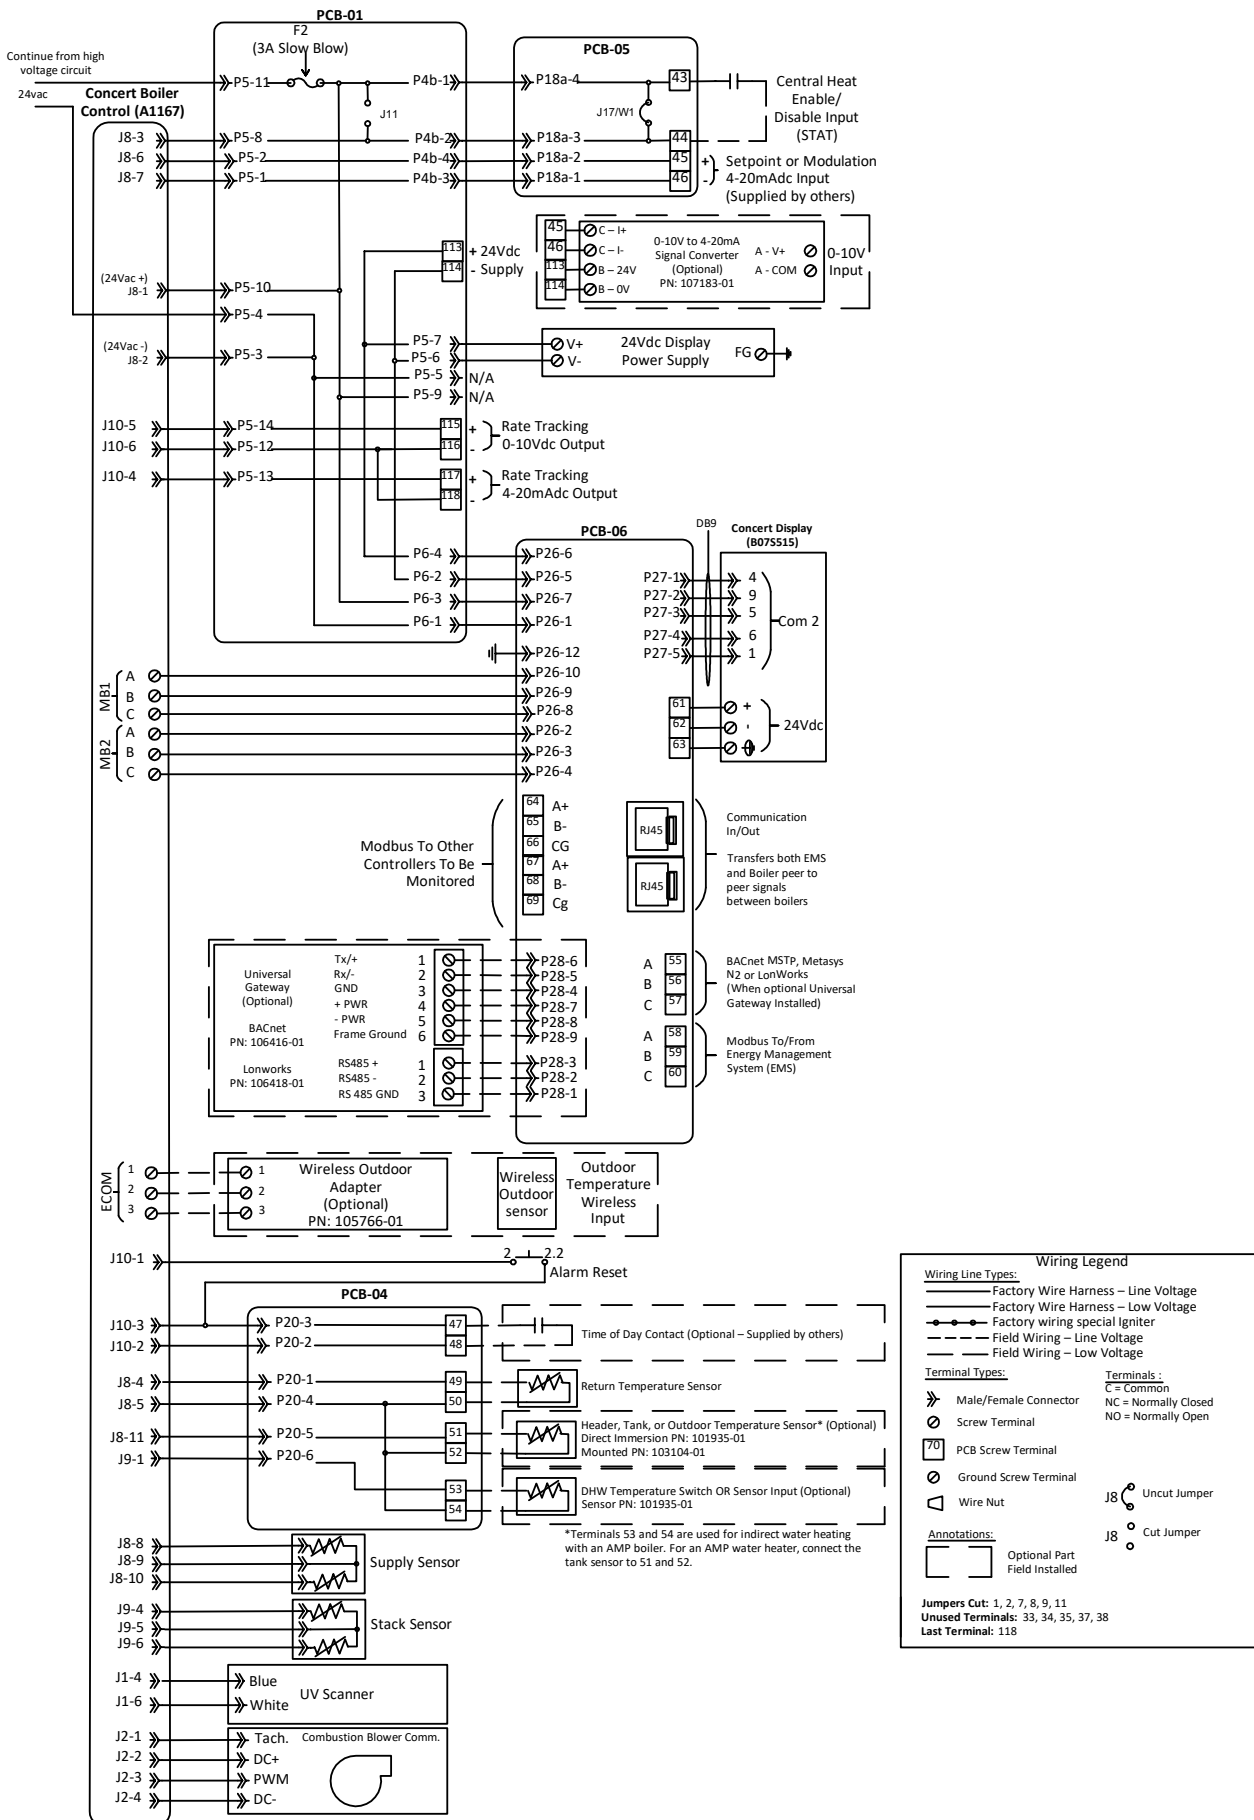 PCB-01
F2
(3A Slow Blow)
PCB-05
Continue from high
voltage circuit
24vac
Concert Boiler
Control (A1167)
P5-11
P4b-1
P18a-4
43
Central Heat
Enable/
Disable Input
(STAT)
J11
J17/W1
J8-3
P5-8
P4b-2
P18a-3
44
J8-6
P5-2
P4b-4
P18a-2
45
+
J8-7
P5-1
P4b-3
P18a-1
46
-
Setpoint or Modulation
4-20mAdc Input
(Supplied by others)
45
C – I+
46
C – I-
113
B – 24V
114
B – 0V
0-10V to 4-20mA
Signal Converter
(Optional)
PN: 107183-01
A - V+
A - COM
0-10V
Input
113
+ 24Vdc
114
- Supply
(24Vac +)
J8-1
P5-10
P5-4
(24Vac -)
J8-2
P5-3
P5-7
P5-6
P5-5
N/A
P5-9
N/A
V+
V-
24Vdc Display
Power Supply
FG
J10-5
P5-14
115
+
J10-6
P5-12
116
-
Rate Tracking
0-10Vdc Output
J10-4
P5-13
117
+
118
-
Rate Tracking
4-20mAdc Output
PCB-06
DB9
Concert Display
(B07S515)
P6-4
P26-6
P6-2
P26-5
P6-3
P26-7
P6-1
P26-1
P27-1
4
P27-2
9
P27-3
5
P27-4
6
P27-5
1
Com 2
P26-12
MB1
A
P26-10
B
P26-9
C
P26-8
MB2
A
P26-2
B
P26-3
C
P26-4
61
+
62
-
63
24Vdc
Modbus To Other
Controllers To Be
Monitored
64
A+
65
B-
66
CG
67
A+
68
B-
69
Cg
RJ45
RJ45
Communication
In/Out
Transfers both EMS
and Boiler peer to
peer signals
between boilers
Universal
Gateway
(Optional)
BACnet
PN: 106416-01
Lonworks
PN: 106418-01
Tx/+
1
P28-6
Rx/-
2
P28-5
GND
3
P28-4
+ PWR
4
P28-7
- PWR
5
P28-8
Frame Ground
6
P28-9
RS485 +
1
P28-3
RS485 -
2
P28-2
RS 485 GND
3
P28-1
A
55
B
56
C
57
BACnet MSTP, Metasys
N2 or LonWorks
(When optional Universal
Gateway Installed)
A
58
B
59
C
60
Modbus To/From
Energy Management
System (EMS)
ECOM
1
1
2
2
3
3
Wireless Outdoor
Adapter
(Optional)
PN: 105766-01
Wireless
Outdoor
sensor
Outdoor
Temperature
Wireless
Input
J10-1
2
2.2
Alarm Reset
PCB-04
J10-3
P20-3
47
J10-2
P20-2
48
Time of Day Contact (Optional – Supplied by others)
J8-4
P20-1
49
J8-5
P20-4
50
Return Temperature Sensor
J8-11
P20-5
51
52
Header, Tank, or Outdoor Temperature Sensor* (Optional)
Direct Immersion PN: 101935-01
Mounted PN: 103104-01
J9-1
P20-6
53
54
DHW Temperature Switch OR Sensor Input (Optional)
Sensor PN: 101935-01
*Terminals 53 and 54 are used for indirect water heating
with an AMP boiler. For an AMP water heater, connect the
tank sensor to 51 and 52.
J8-8
J8-9
J8-10
Supply Sensor
J9-4
J9-5
J9-6
Stack Sensor
J1-4
Blue
J1-6
White
UV Scanner
J2-1
Tach.
J2-2
DC+
J2-3
PWM
J2-4
DC-
Combustion Blower Comm.
Wiring Legend
Wiring Line Types:
Factory Wire Harness – Line Voltage
Factory Wire Harness – Low Voltage
Factory wiring special Igniter
Field Wiring – Line Voltage
Field Wiring – Low Voltage
Terminal Types:
Male/Female Connector
Screw Terminal
70
PCB Screw Terminal
Ground Screw Terminal
Wire Nut
Terminals :
C = Common
NC = Normally Closed
NO = Normally Open
J8
Uncut Jumper
J8
Cut Jumper
Annotations:
Optional Part
Field Installed
Jumpers Cut: 1, 2, 7, 8, 9, 11
Unused Terminals: 33, 34, 35, 37, 38
Last Terminal: 118